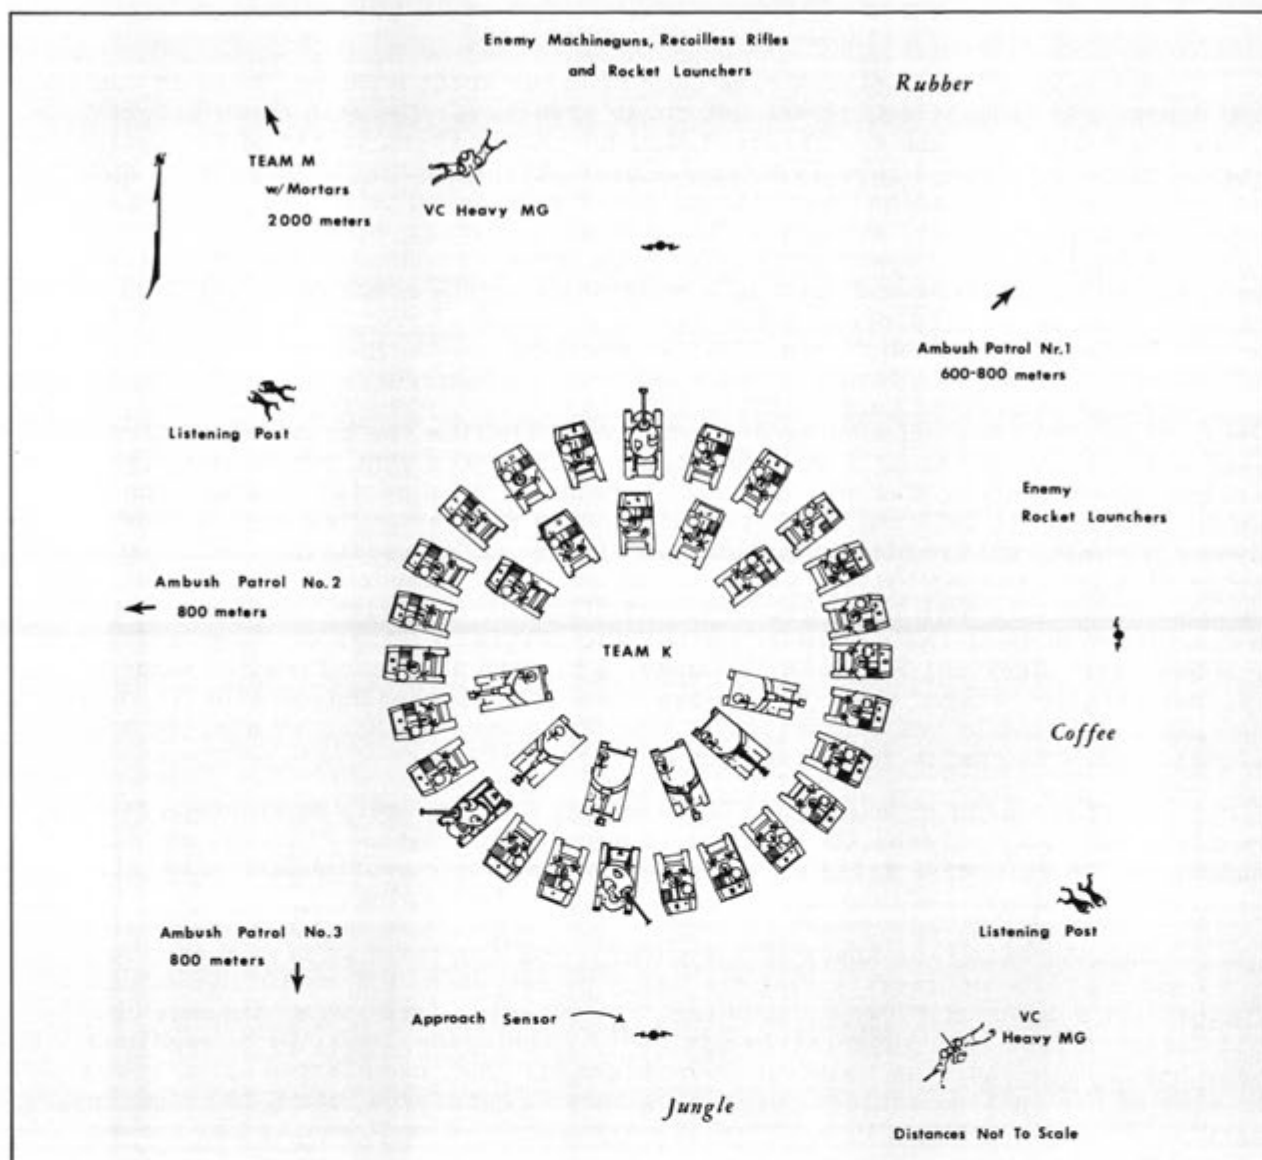 Enemy Machineguns, Recoilless Rifles
and Rocket Launchers
Rubber
TEAM M
w/Mortars
2000 meters
VC Heavy MG
Ambush Patrol Nr.1
600-800 meters
Listening Post
Enemy
Rocket Launchers
Ambush Patrol No.2
800 meters
TEAM K
Coffee
Ambush Patrol No.3
800 meters
Listening Post
Approach Sensor
VC
Heavy MG
Jungle
Distances Not To Scale